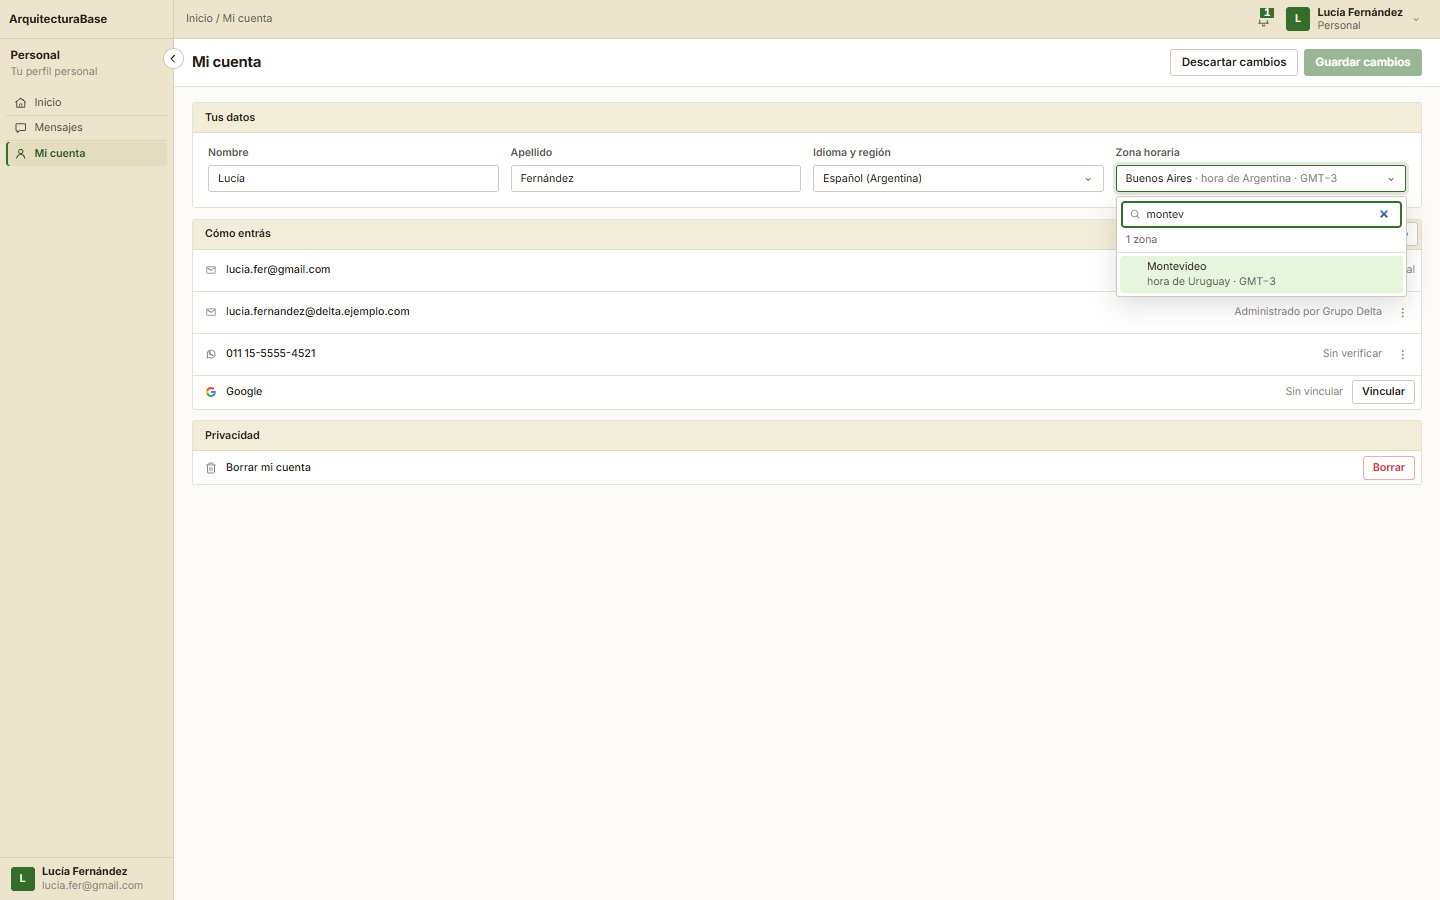 ArquitecturaBase
Inicio / Mi cuenta
1
L
Lucía Fernández
Personal
Personal
Tu perfil personal
Inicio
Mensajes
Mi cuenta
Mi cuenta
Descartar cambios
Guardar cambios
Tus datos
Nombre
Apellido
Idioma y región
Zona horaria
Lucía
Fernández
Español (Argentina)
Buenos Aires · hora de Argentina · GMT−3
montev
1 zona
Montevideo
hora de Uruguay · GMT−3
Cómo entrás
lucia.fer@gmail.com
al
lucia.fernandez@delta.ejemplo.com
Administrado por Grupo Delta
011 15-5555-4521
Sin verificar
Google
Sin vincular
Vincular
Privacidad
Borrar mi cuenta
Borrar
L
Lucía Fernández
lucia.fer@gmail.com